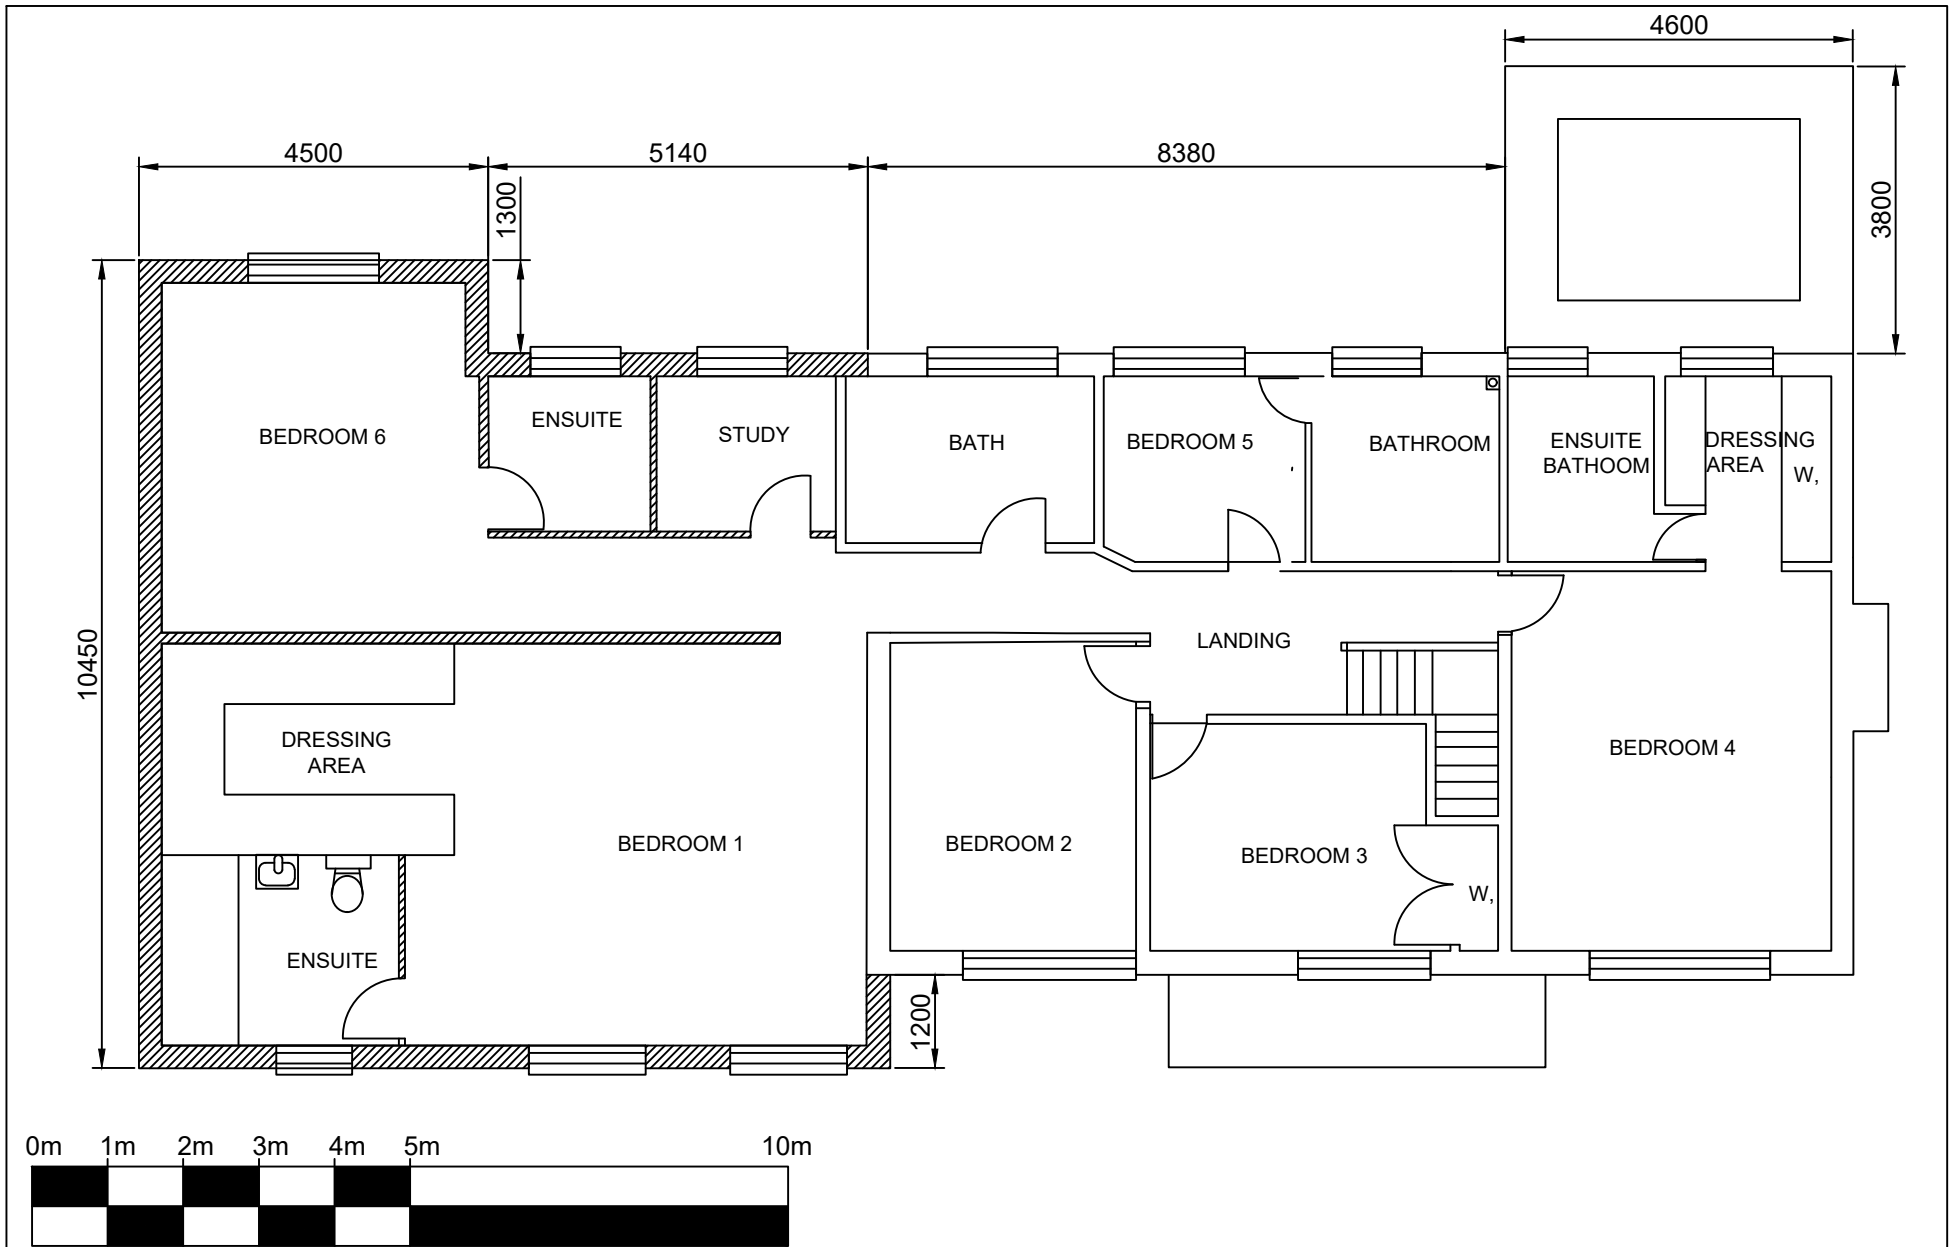 4600
4500
5140
8380
1300
3800
ENSUITE
STUDY
BEDROOM 6
BATH
BEDROOM 5
BATHROOM
ENSUITE
BATHOOM
DRESSING
AREA
W,
10450
LANDING
DRESSING
AREA
BEDROOM 4
BEDROOM 1
BEDROOM 2
BEDROOM 3
W,
ENSUITE
1200
0m 1m 2m 3m 4m 5m 10m